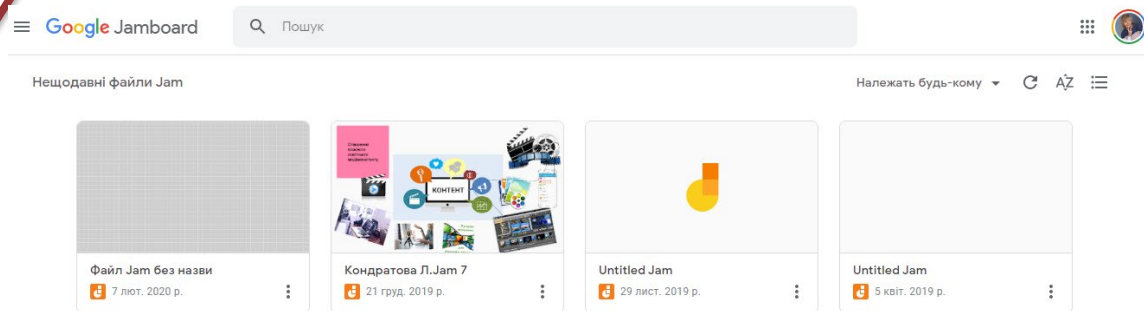 Google Jamboard
Пошук
Нещодавні файли Jam
Належать будь-кому
AZ
КОНТЕНТ
Файл Jam без назви
7 лют. 2020 р.
Кондратова Л.Jam 7
21 груд. 2019 р.
Untitled Jam
29 лист. 2019 р.
Untitled Jam
5 квіт. 2019 р.